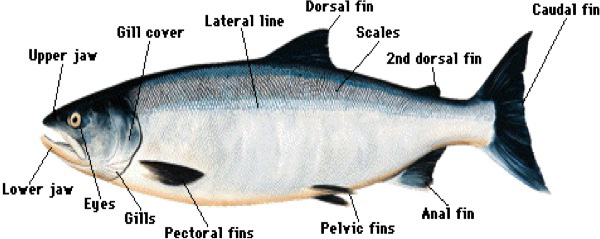 Dorsal fin
Caudal fin
Lateral line
Gill cover
Scales
Upper jaw
2nd dorsal fin
Lower jaw
Eyes
Gills
Pectoral fins
Pelvic fins
Anal fin